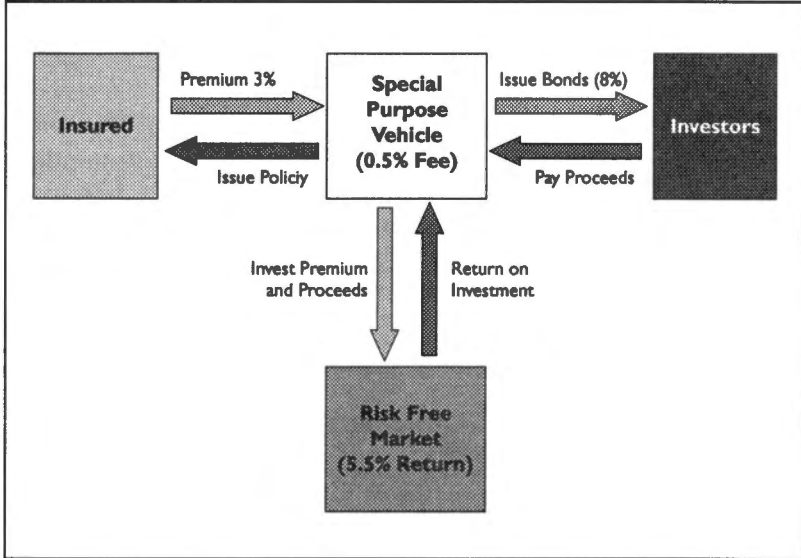 Insured
Premium 3%
Issue Policiy
Special
Purpose
Vehicle
(0.5% Fee)
Issue Bonds (8%)
Pay Proceeds
Investors
Invest Premium
and Proceeds
Return on
Investment
Risk Free
Market
(5.5% Return)